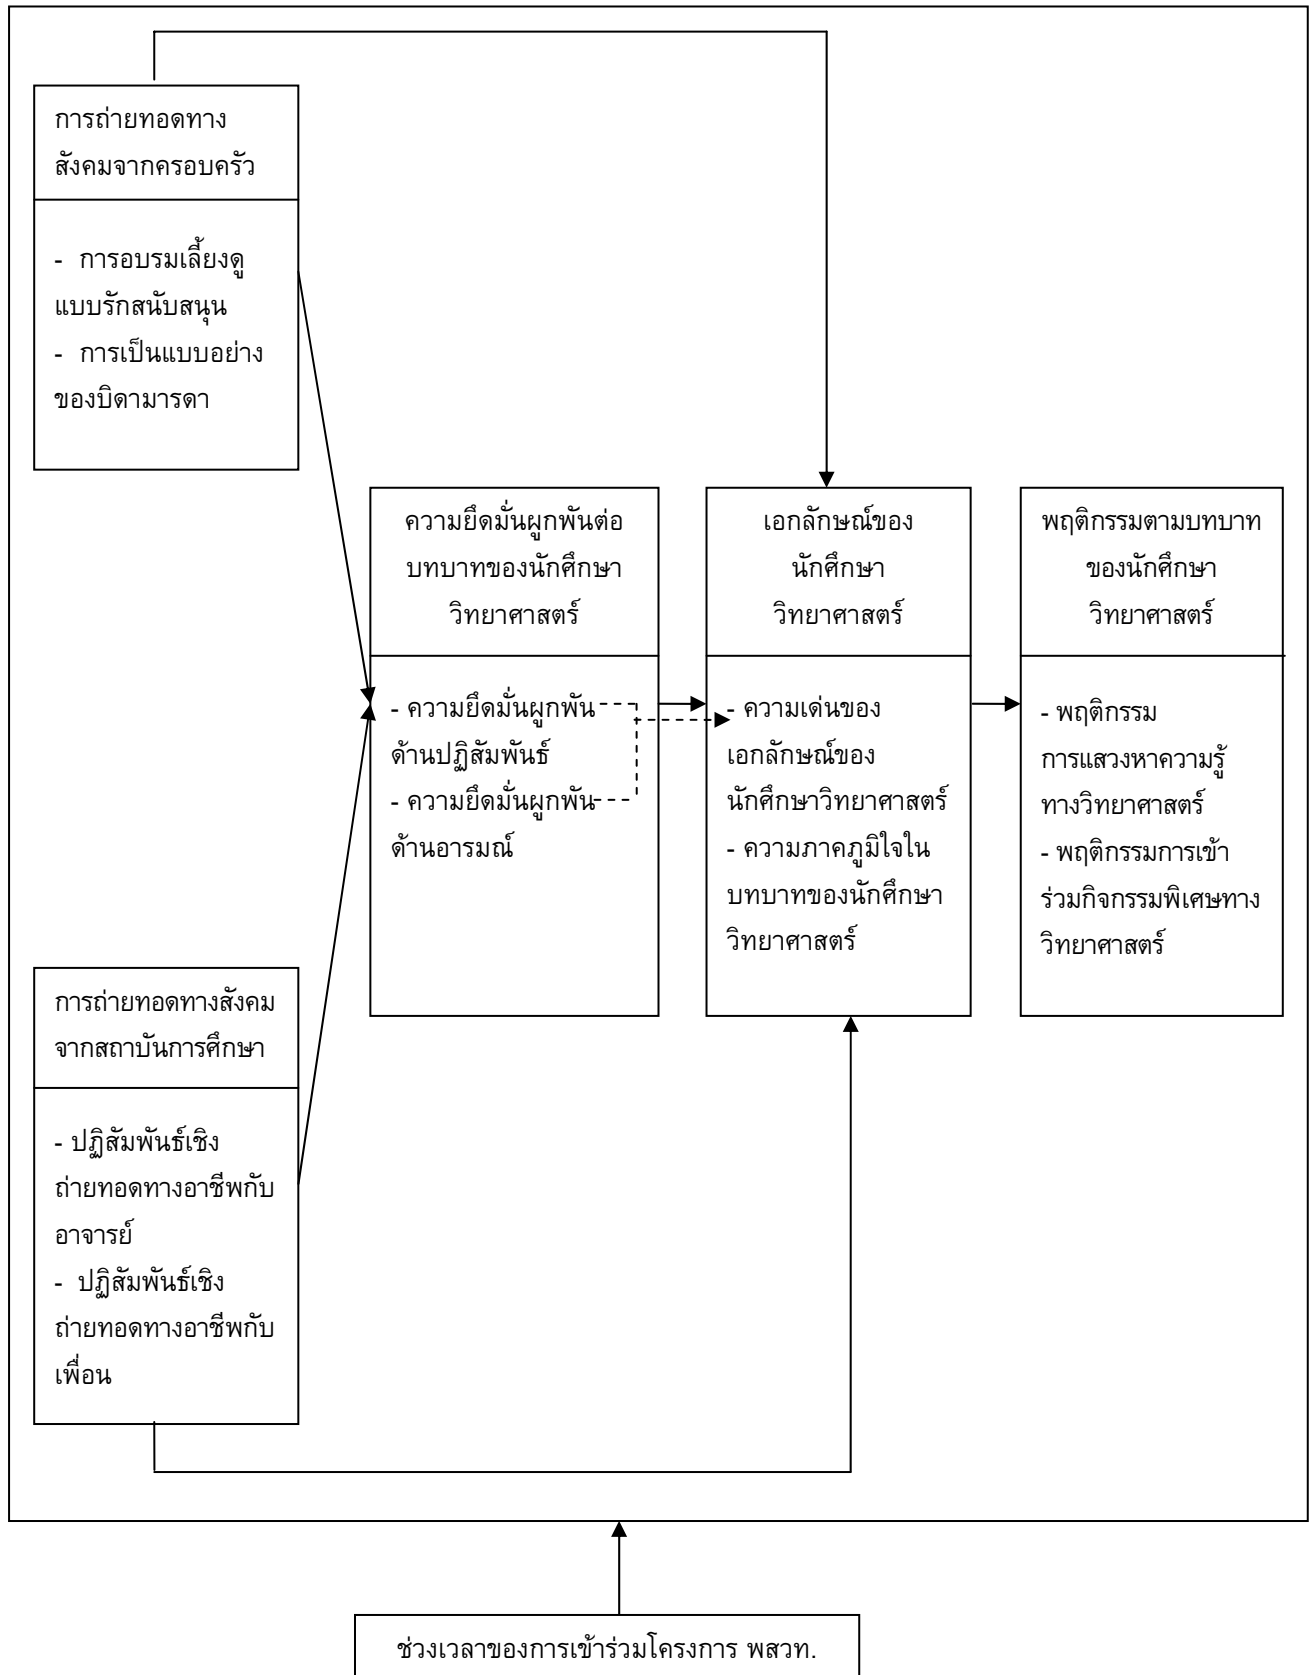 การถ่ายทอดทาง
สังคมจากครอบครัว
-  การอบรมเลี้ยงดู
แบบรักสนับสนุน
-  การเป็นแบบอย่าง
ของบิดามารดา
ความยึดมั่นผูกพันต่อ
บทบาทของนักศึกษา
วิทยาศาสตร์
- ความยึดมั่นผูกพัน
ด้านปฏิสัมพันธ์
- ความยึดมั่นผูกพัน
ด้านอารมณ์
เอกลักษณ์ของ
นักศึกษา
วิทยาศาสตร์
- ความเด่นของ
เอกลักษณ์ของ
นักศึกษาวิทยาศาสตร์
- ความภาคภูมิใจใน
บทบาทของนักศึกษา
วิทยาศาสตร์
พฤติกรรมตามบทบาท
ของนักศึกษา
วิทยาศาสตร์
- พฤติกรรม
การแสวงหาความรู้
ทางวิทยาศาสตร์
- พฤติกรรมการเข้า
ร่วมกิจกรรมพิเศษทาง
วิทยาศาสตร์
การถ่ายทอดทางสังคม
จากสถาบันการศึกษา
- ปฏิสัมพันธ์เชิง
ถ่ายทอดทางอาชีพกับ
อาจารย์
-  ปฏิสัมพันธ์เชิง
ถ่ายทอดทางอาชีพกับ
เพื่อน
ช่วงเวลาของการเข้าร่วมโครงการ พสวท.